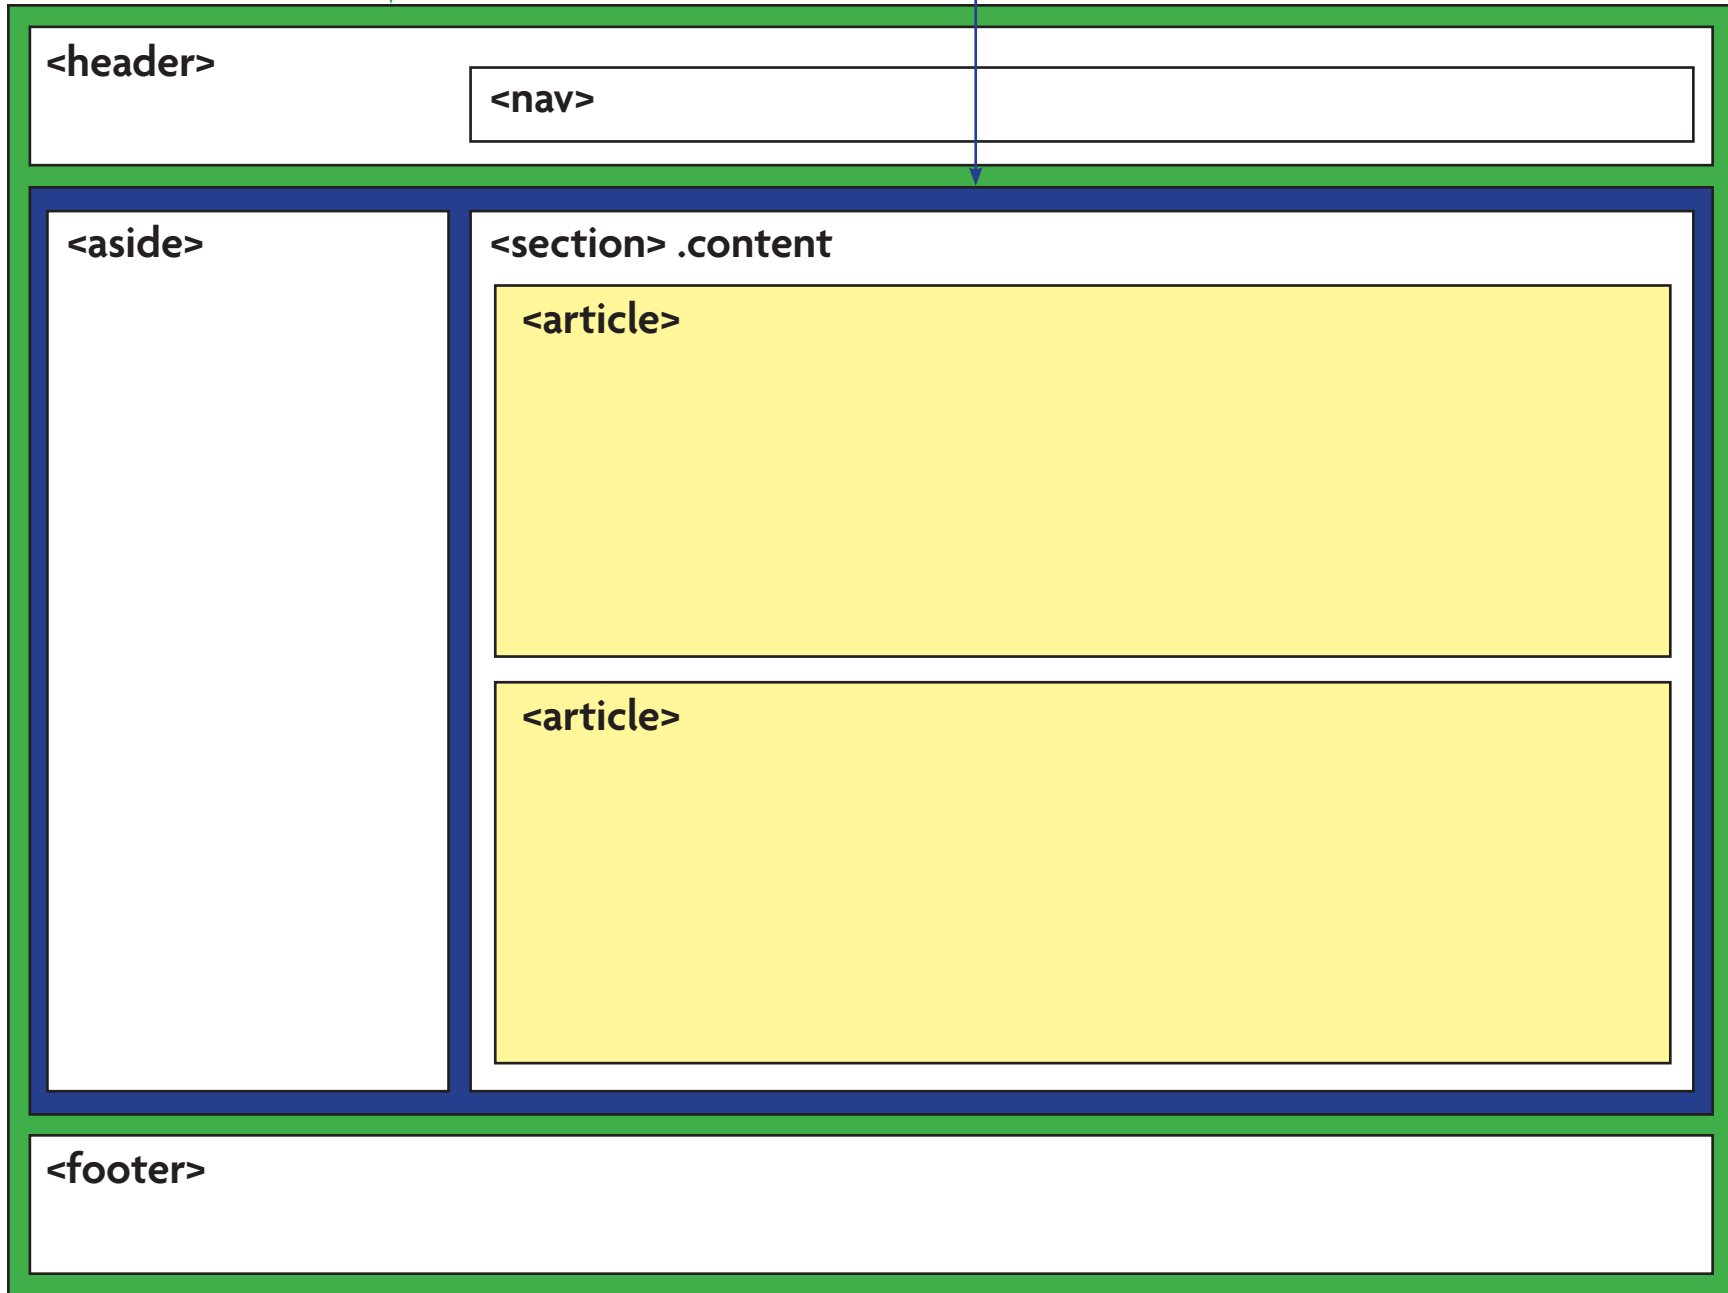 <header>
<nav>
<aside>
<section> .content
<article>
<article>
<footer>